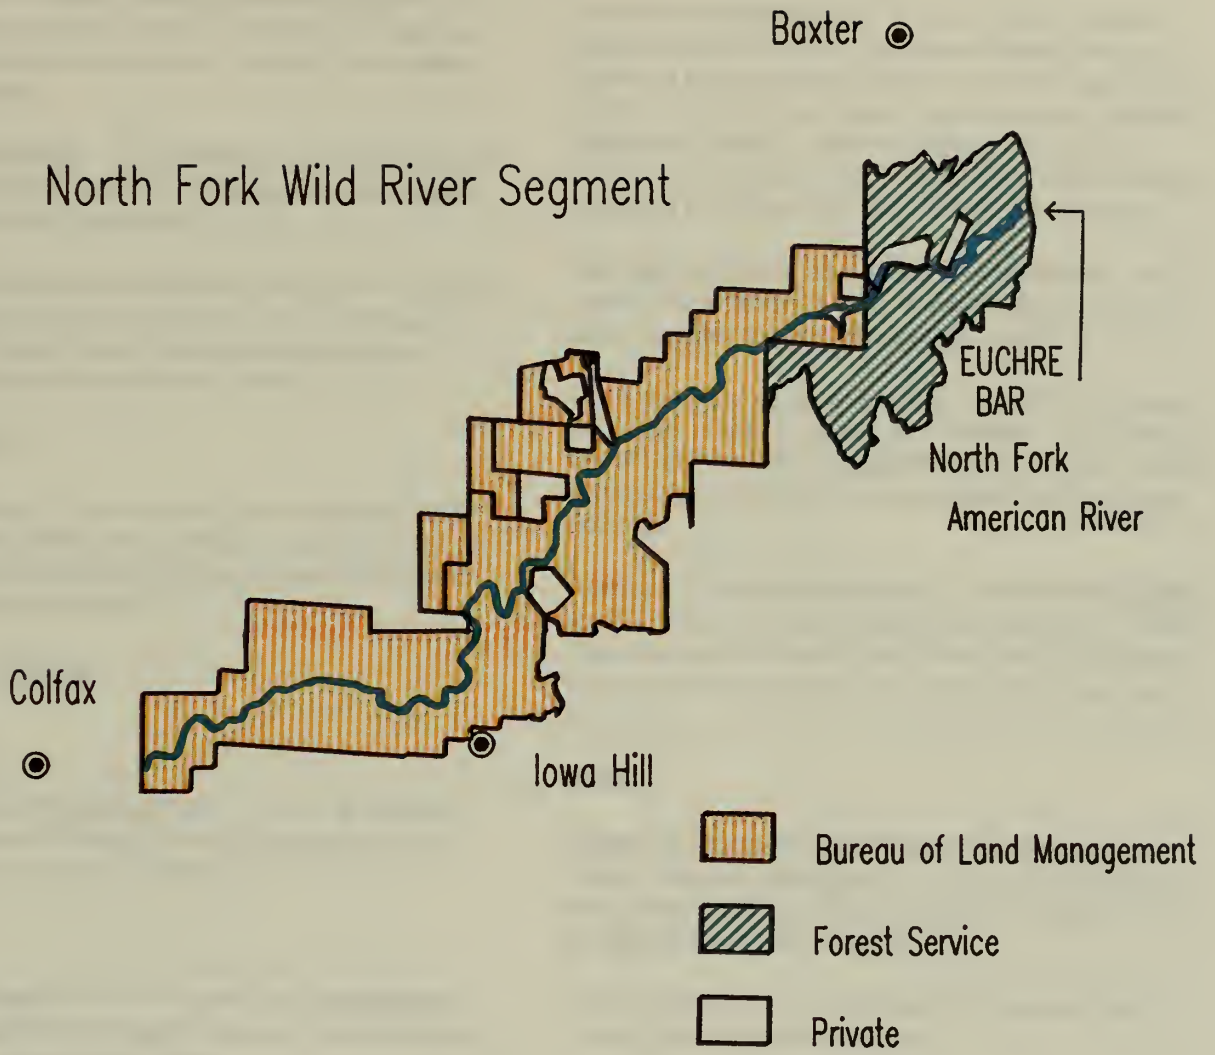 Baxter
North Fork Wild River Segment
EUCHRE
BAR
North Fork
American River
Colfax
Iowa Hill
Bureau of Land Management
Forest Service
Private